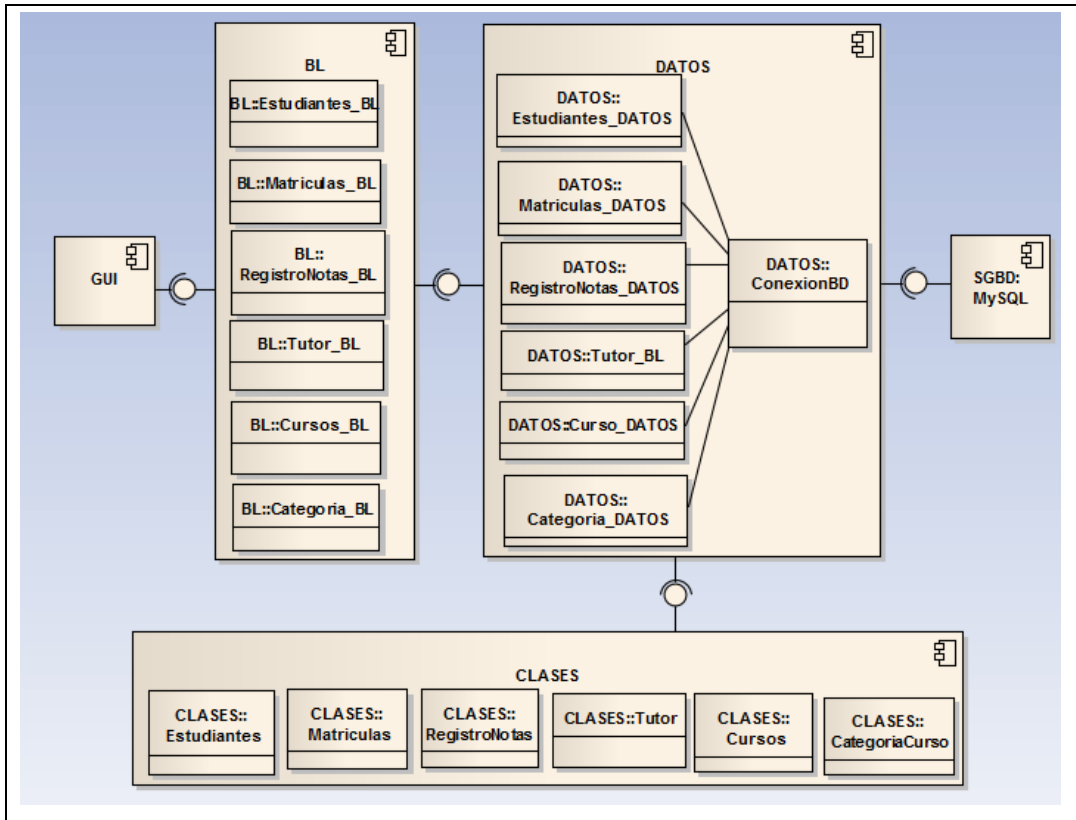 BL
BL::Estudiantes_BL
BL::Matriculas_BL
BL::
RegistroNotas_BL
BL::Tutor_BL
BL::Cursos_BL
BL::Categoria_BL
DATOS
DATOS::
Estudiantes_DATOS
DATOS::
Matriculas_DATOS
DATOS::
RegistroNotas_DATOS
DATOS::Tutor_BL
DATOS::Curso_DATOS
DATOS::
Categoria_DATOS
DATOS::
ConexionBD
GUI
SGBD:
MySQL
CLASES
CLASES::
Estudiantes
CLASES::
Matriculas
CLASES::
RegistroNotas
CLASES::Tutor
CLASES::
Cursos
CLASES::
CategoriaCurso